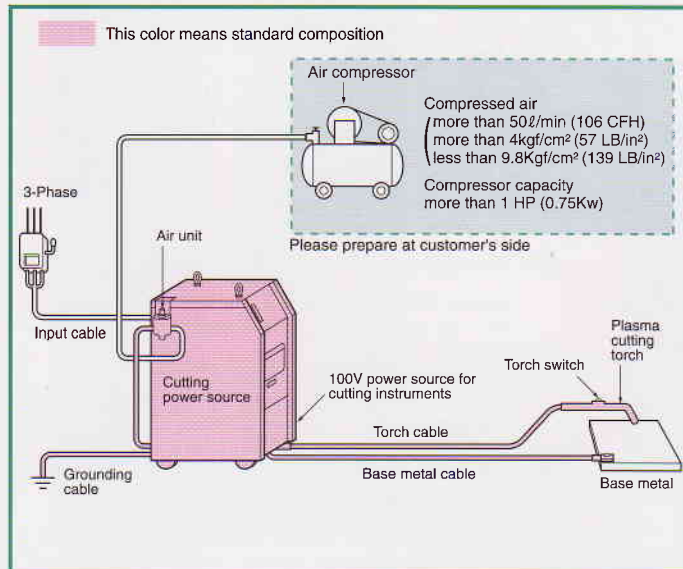 This color means standard composition
Air compressor
Compressed air
more than 50ℓ/min (106 CFH)
more than 4kgf/cm² (57 LB/in²)
less than 9.8Kgf/cm² (139 LB/in²)
Compressor capacity
more than 1 HP (0.75Kw)
Please prepare at customer's side
3-Phase
Air unit
Input cable
Cutting
power source
100V power source for
cutting instruments
Torch switch
Plasma
cutting
torch
Torch cable
Base metal cable
Base metal
Grounding
cable